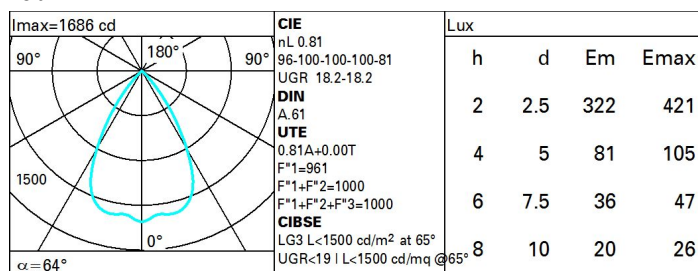 Imax=1686 cd
90°
180°
90°
1500
0°
α=64°
CIE
nL 0.81
96-100-100-100-81
UGR 18.2-18.2
DIN
A.61
UTE
0.81A+0.00T
F"1=961
F"1+F"2=1000
F"1+F"2+F"3=1000
CIBSE
LG3 L<1500 cd/m² at 65°
UGR<19 | L<1500 cd/mq @65°
Lux
h d Em Emax
2 2.5 322 421
4 5 81 105
6 7.5 36 47
8 10 20 26